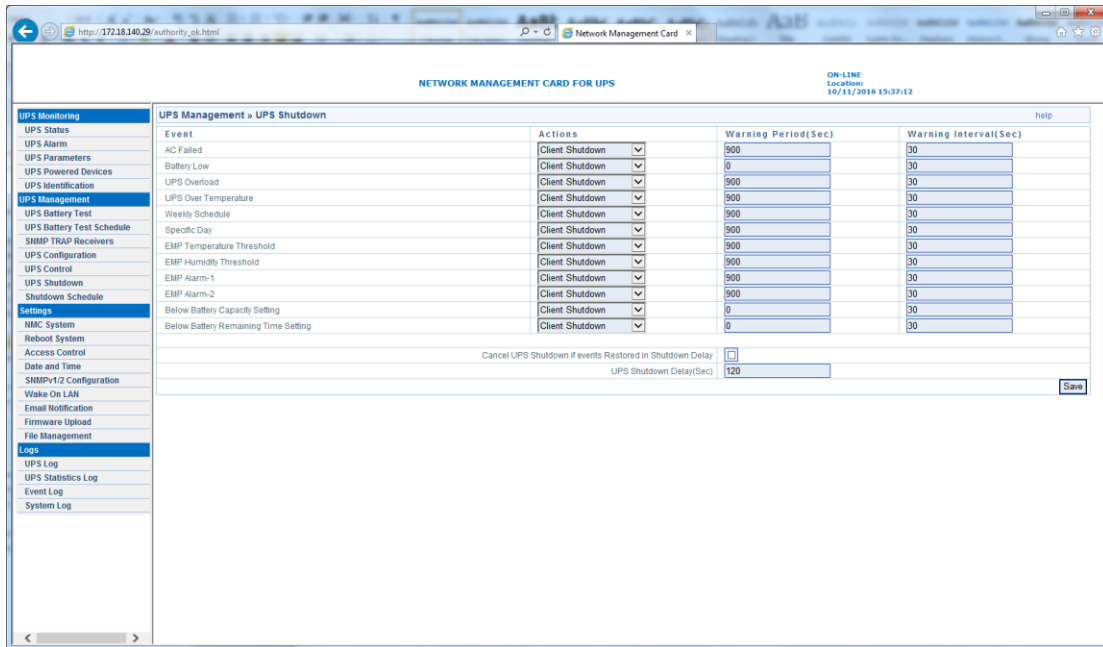 http://172.18.140.29/authority_ok.html
Network Management Card
NETWORK MANAGEMENT CARD FOR UPS
ON-LINE
Location:
10/11/2016 15:37:12
UPS Monitoring
UPS Status
UPS Alarm
UPS Parameters
UPS Powered Devices
UPS Identification
UPS Management
UPS Battery Test
UPS Battery Test Schedule
SNMP TRAP Receivers
UPS Configuration
UPS Control
UPS Shutdown
Shutdown Schedule
Settings
NMC System
Reboot System
Access Control
Date and Time
SNMPv1/2 Configuration
Wake On LAN
Email Notification
Firmware Upload
File Management
Logs
UPS Log
UPS Statistics Log
Event Log
System Log
UPS Management » UPS Shutdown help
Event Actions Warning Period(Sec) Warning Interval(Sec)
AC Failed Client Shutdown 900 30
Battery Low Client Shutdown 0 30
UPS Overload Client Shutdown 900 30
UPS Over Temperature Client Shutdown 900 30
Weekly Schedule Client Shutdown 900 30
Specific Day Client Shutdown 900 30
EMP Temperature Threshold Client Shutdown 900 30
EMP Humidity Threshold Client Shutdown 900 30
EMP Alarm-1 Client Shutdown 900 30
EMP Alarm-2 Client Shutdown 900 30
Below Battery Capacity Setting Client Shutdown 0 30
Below Battery Remaining Time Setting Client Shutdown 0 30
Cancel UPS Shutdown if events Restored in Shutdown Delay
UPS Shutdown Delay(Sec) 120
Save